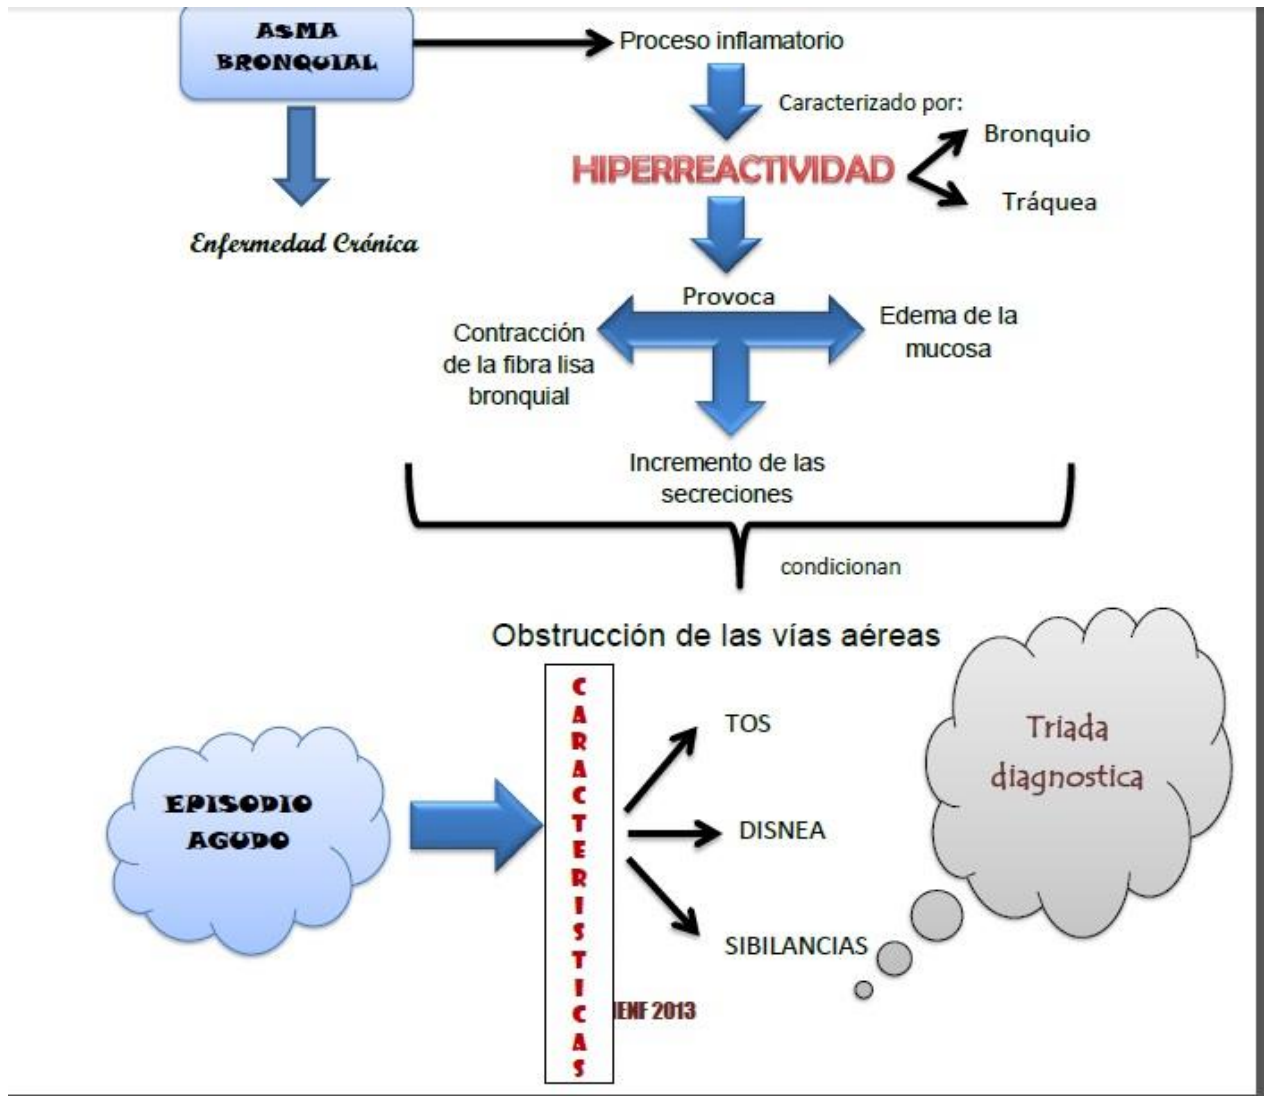 ASMA
BRONQUIAL
Proceso inflamatorio
Caracterizado por:
Bronquio
HIPERREACTIVIDAD
Tráquea
Enfermedad Crónica
Provoca
Contracción
de la fibra lisa
bronquial
Edema de la
mucosa
Incremento de las
secreciones
condicionan
Obstrucción de las vías aéreas
CARACTERISTICAS
TOS
Triada
diagnostica
EPISODIO
AGUDO
DISNEA
SIBILANCIAS
IENF 2013